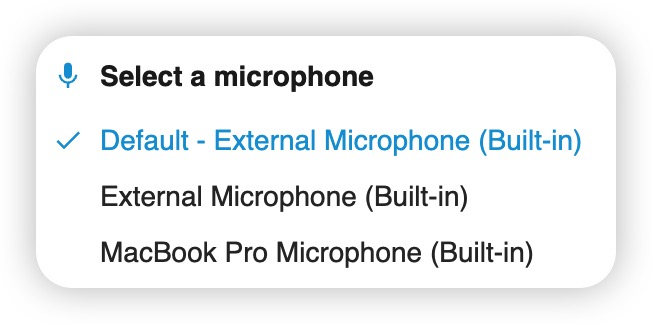 Select a microphone
Default - External Microphone (Built-in)
External Microphone (Built-in)
MacBook Pro Microphone (Built-in)